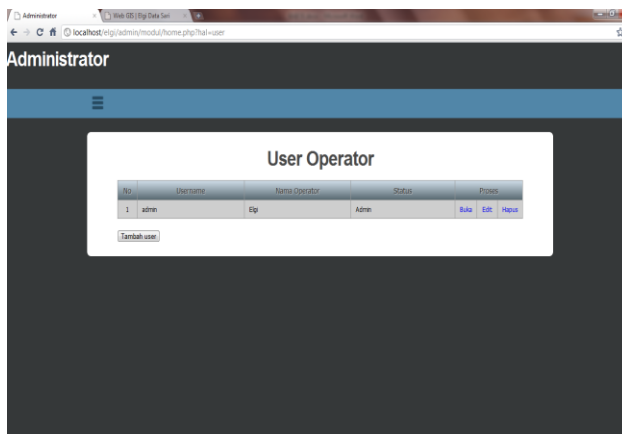 Administrator
Web GIS | Elgi Data Sari
localhost/elgi/admin/modul/home.php?hal=user
Administrator
User Operator
No Username Nama Operator Status Proses
1 admin Elgi Admin Buka Edit Hapus
Tambah user